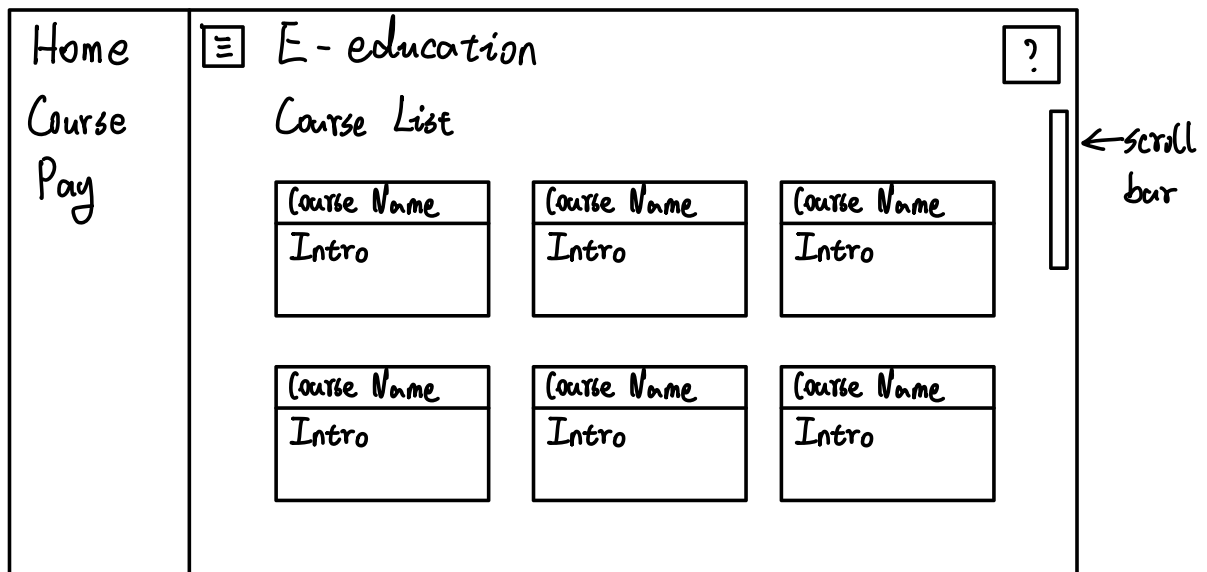 Home
Course
Pay
E-education
?
Course List
Course Name
Intro
Course Name
Intro
Course Name
Intro
Course Name
Intro
Course Name
Intro
Course Name
Intro
scroll
bar